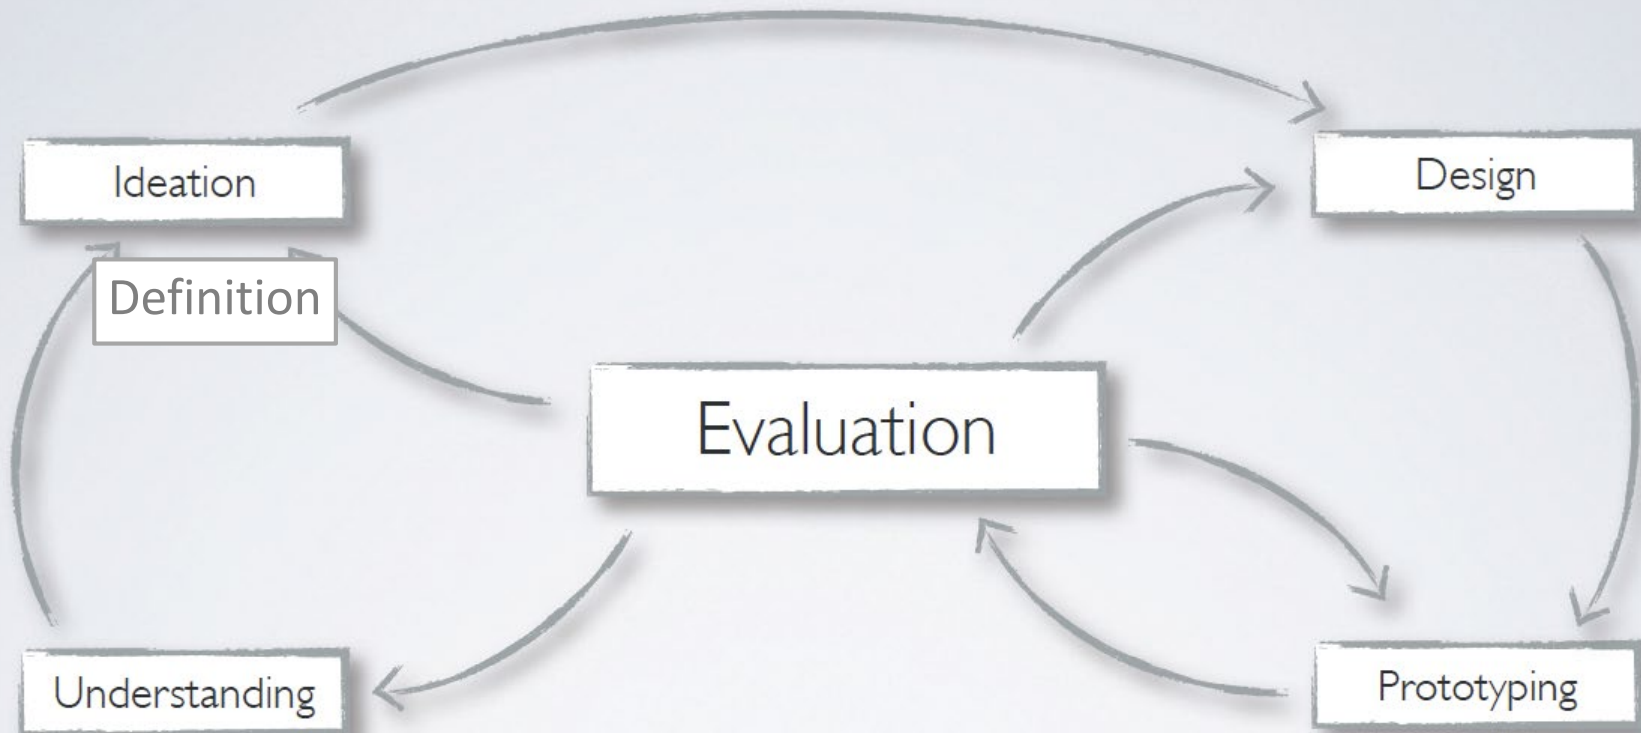 Ideation
Design
Definition
Evaluation
Understanding
Prototyping